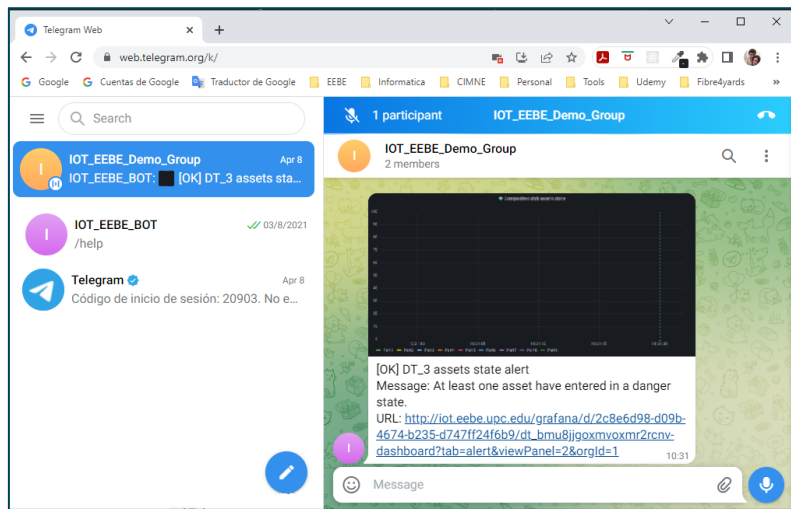 Telegram Web
web.telegram.org/k/
Google
Cuentas de Google
Traductor de Google
EEBE
Informatica
CIMNE
Personal
Tools
Udemy
Fibre4yards
»
Search
IOT_EEBE_Demo_Group Apr 8
IOT_EEBE_BOT: [OK] DT_3 assets sta...
I
IOT_EEBE_BOT 03/8/2021
/help
I
Telegram Apr 8
Código de inicio de sesión: 20903. No e...
1 participant IOT_EEBE_Demo_Group
I
IOT_EEBE_Demo_Group
2 members
[OK] DT_3 assets state alert
Message: At least one asset have entered in a danger
state.
URL: http://iot.eebe.upc.edu/grafana/d/2c8e6d98-d09b-
4674-b235-d747ff24f6b9/dt_bmu8jjgoxmvoxmr2rcnv-
dashboard?tab=alert&viewPanel=2&orgId=1 10:31
I
Message